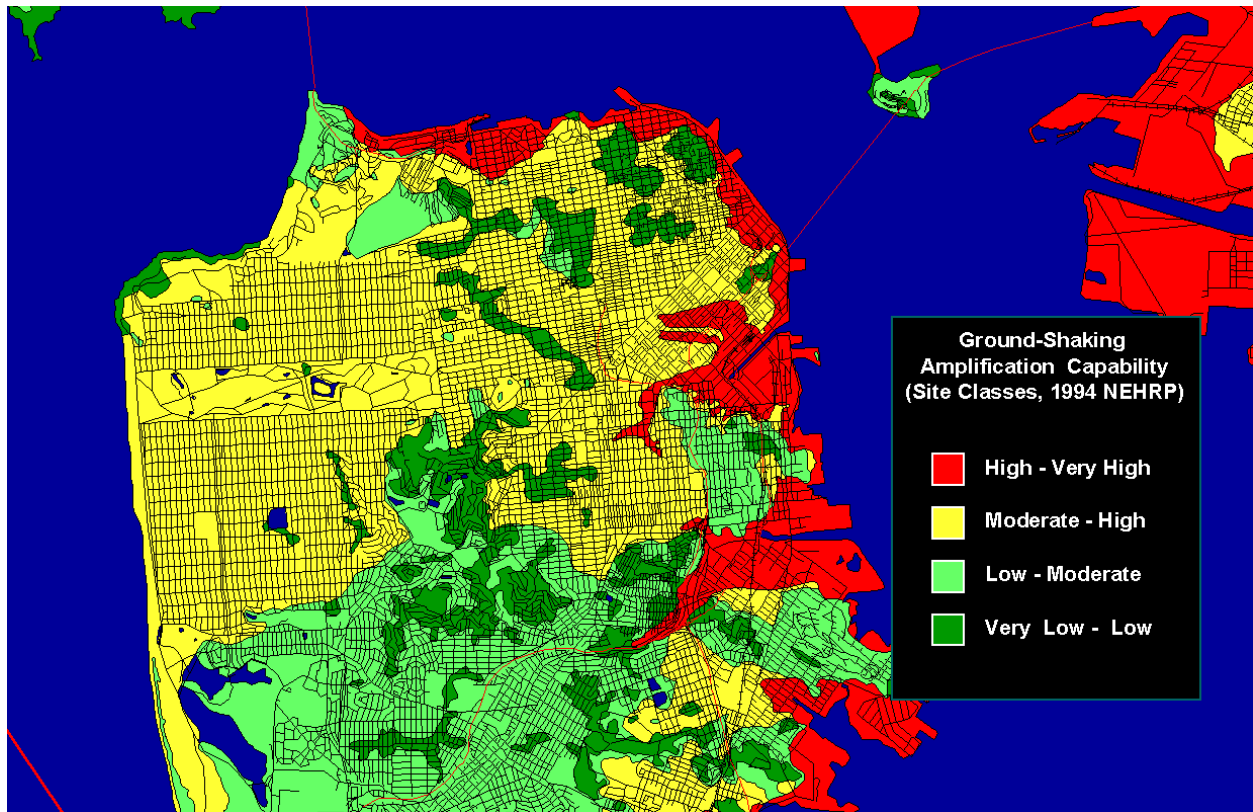 Ground-Shaking
Amplification Capability
(Site Classes, 1994 NEHRP)
High - Very High
Moderate - High
Low - Moderate
Very Low - Low